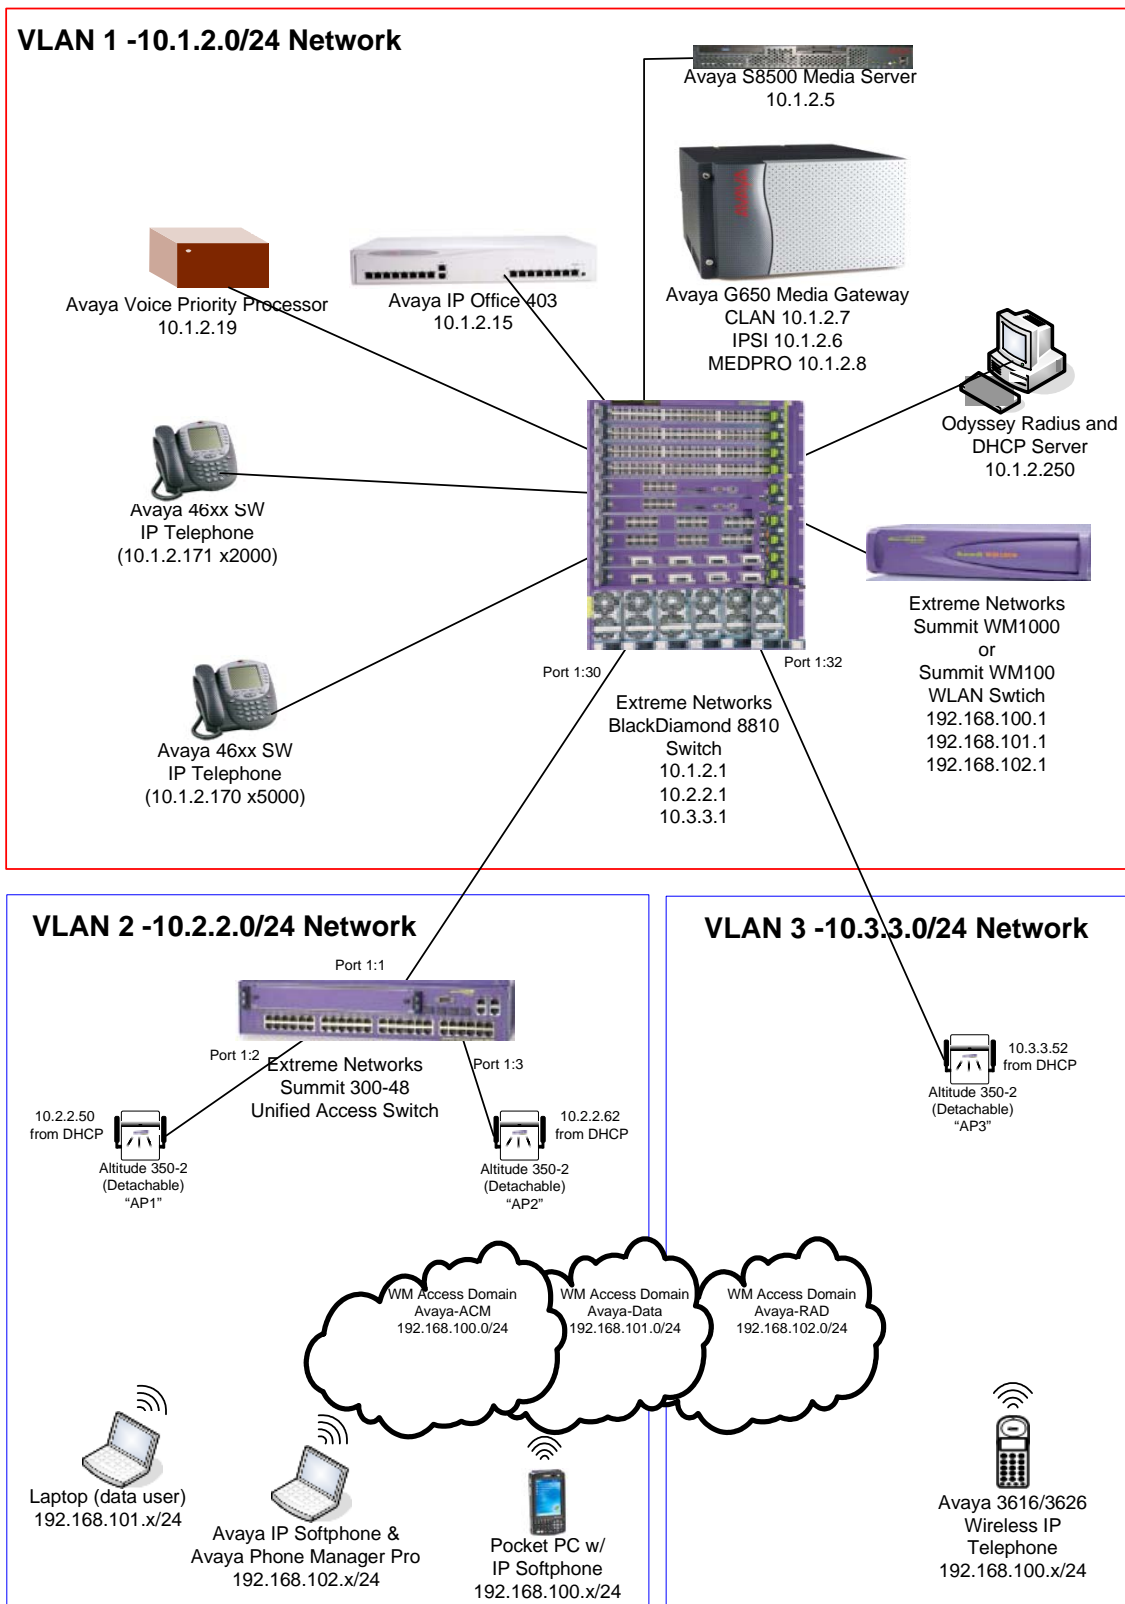 VLAN 1 -10.1.2.0/24 Network
Avaya S8500 Media Server
10.1.2.5
Avaya G650 Media Gateway
CLAN 10.1.2.7
IPSI 10.1.2.6
MEDPRO 10.1.2.8
Avaya Voice Priority Processor
10.1.2.19
Avaya IP Office 403
10.1.2.15
Odyssey Radius and
DHCP Server
10.1.2.250
Avaya 46xx SW
IP Telephone
(10.1.2.171 x2000)
Extreme Networks
Summit WM1000
or
Summit WM100
WLAN Swtich
192.168.100.1
192.168.101.1
192.168.102.1
Avaya 46xx SW
IP Telephone
(10.1.2.170 x5000)
Port 1:30
Port 1:32
Extreme Networks
BlackDiamond 8810
Switch
10.1.2.1
10.2.2.1
10.3.3.1
VLAN 2 -10.2.2.0/24 Network
Port 1:1
Port 1:2
Port 1:3
Extreme Networks
Summit 300-48
Unified Access Switch
10.2.2.50
from DHCP
Altitude 350-2
(Detachable)
“AP1”
10.2.2.62
from DHCP
Altitude 350-2
(Detachable)
“AP2”
VLAN 3 -10.3.3.0/24 Network
10.3.3.52
from DHCP
Altitude 350-2
(Detachable)
“AP3”
WM Access Domain
Avaya-ACM
192.168.100.0/24
WM Access Domain
Avaya-Data
192.168.101.0/24
WM Access Domain
Avaya-RAD
192.168.102.0/24
Laptop (data user)
192.168.101.x/24
Avaya IP Softphone &
Avaya Phone Manager Pro
192.168.102.x/24
Pocket PC w/
IP Softphone
192.168.100.x/24
Avaya 3616/3626
Wireless IP
Telephone
192.168.100.x/24